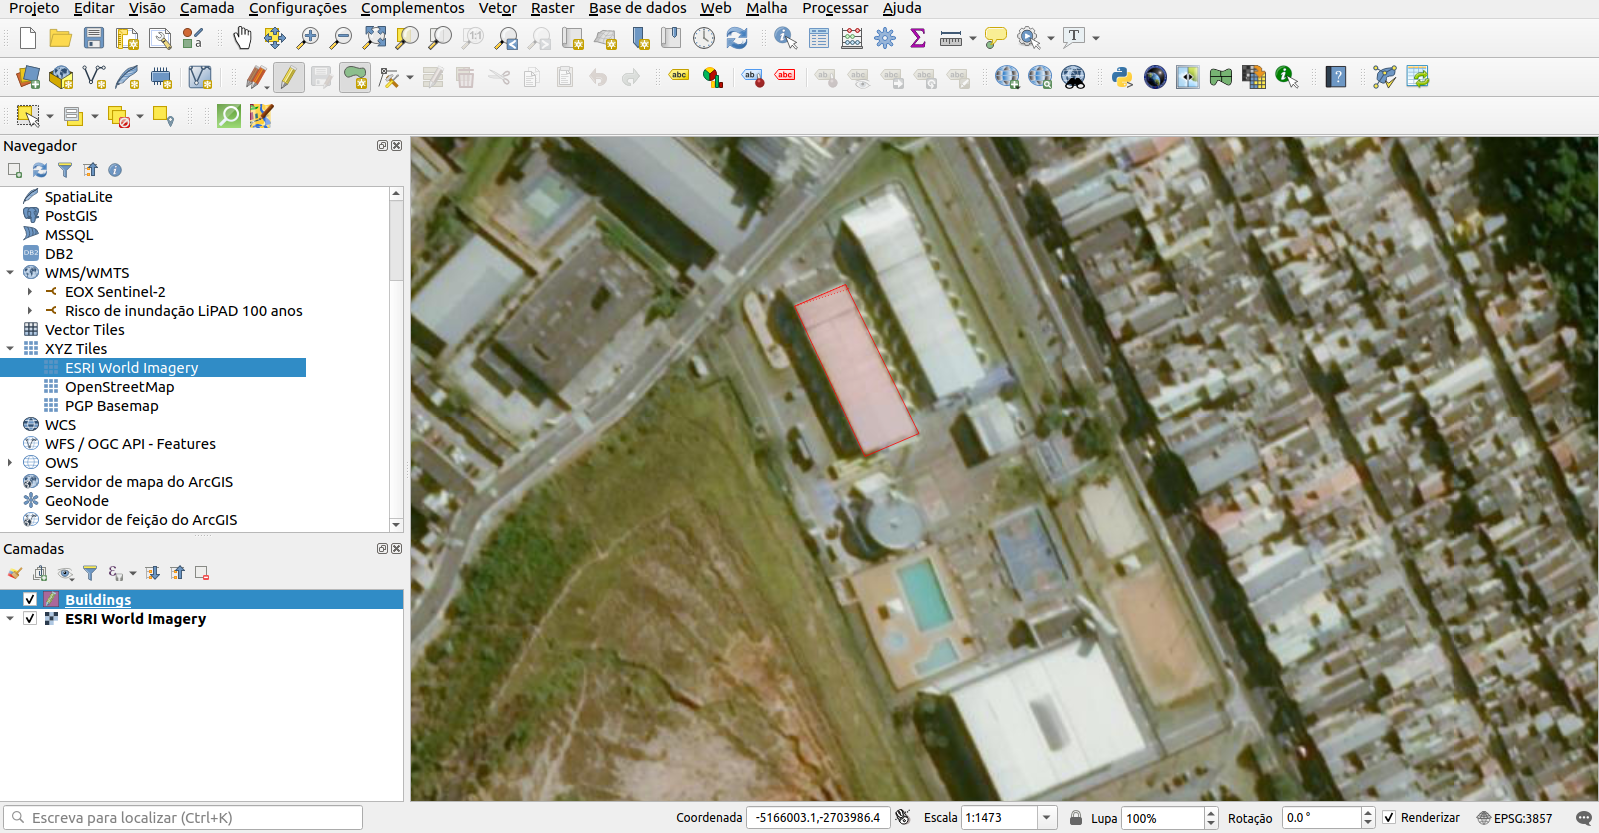 Projeto Editar Visão Camada Configurações Complementos Vetor Raster Base de dados Web Malha Processar Ajuda
Navegador
SpatiaLite
PostGIS
MSSQL
DB2
WMS/WMTS
EOX Sentinel-2
Risco de inundação LiPAD 100 anos
Vector Tiles
XYZ Tiles
ESRI World Imagery
OpenStreetMap
PGP Basemap
WCS
WFS / OGC API - Features
OWS
Servidor de mapa do ArcGIS
GeoNode
Servidor de feição do ArcGIS
Camadas
Buildings
ESRI World Imagery
Escreva para localizar (Ctrl+K)
Coordenada -5166003.1,-2703986.4 Escala 1:1473 Lupa 100% Rotação 0.0 ° Renderizar EPSG:3857